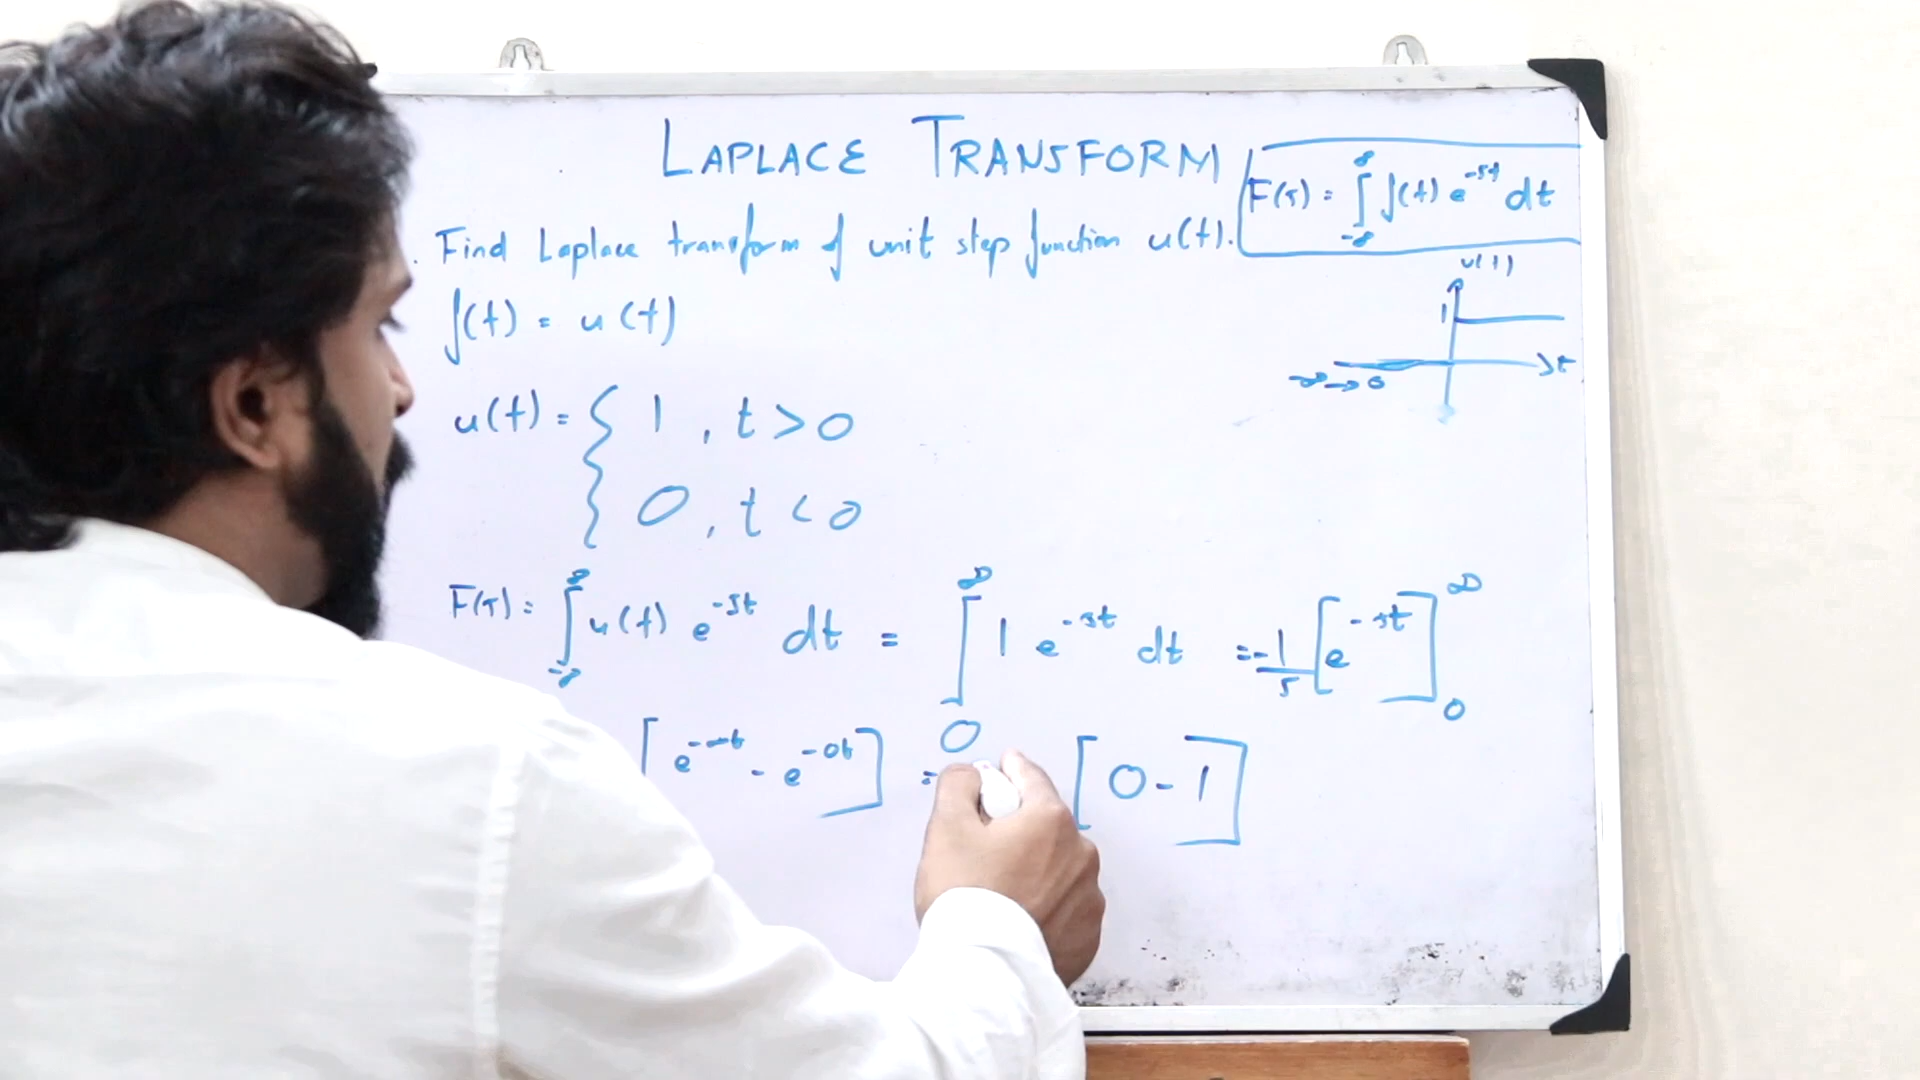 LAPLACE TRANSFORM
F(s) = ∫_{-∞}^{∞} f(t) e^{-st} dt
. Find Laplace transform of unit step function u(t).
u(t)
1
t
-∞ → 0
f(t) = u(t)
u(t) = { 1 , t > 0
0 , t < 0
F(s) = ∫_{-∞}^{∞} u(t) e^{-st} dt = ∫_{0}^{∞} 1 e^{-st} dt = -1/s [e^{-st}]_{0}^{∞}
[e^{-∞t} - e^{-0t}] = [0 - 1]